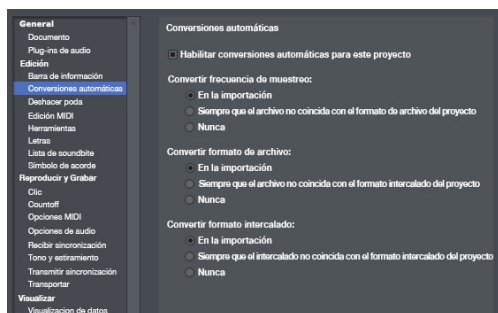 General
Documento
Plug-ins de audio
Edición
Barra de información
Conversiones automáticas
Deshacer poda
Edición MIDI
Herramientas
Letras
Lista de soundbite
Símbolo de acorde
Reproducir y Grabar
Clic
Countoff
Opciones MIDI
Opciones de audio
Recibir sincronización
Tono y estiramiento
Transmitir sincronización
Transportar
Visualizar
Visualizacion de datos
Conversiones automáticas
Habilitar conversiones automáticas para este proyecto
Convertir frecuencia de muestreo:
En la importación
Siempre que el archivo no coincida con el formato de archivo del proyecto
Nunca
Convertir formato de archivo:
En la importación
Siempre que el archivo no coincida con el formato intercalado del proyecto
Nunca
Convertir formato intercalado:
En la importación
Siempre que el intercalado no coincida con el formato intercalado del proyecto
Nunca